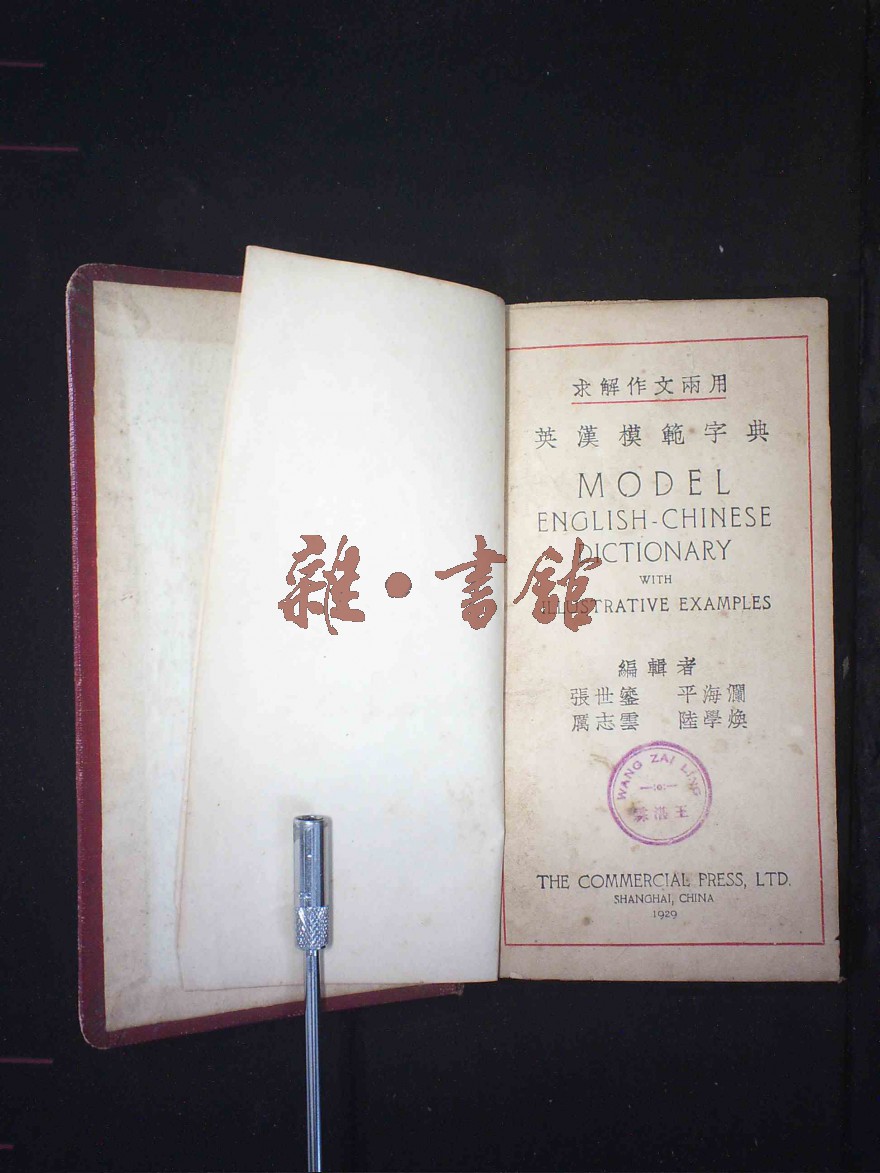 求解作文兩用
英漢模範字典
MODEL
ENGLISH-CHINESE
DICTIONARY
WITH
ILLUSTRATIVE EXAMPLES
雜·書館
編輯者
張世鎏 平海瀾
厲志雲 陸學煥
WANG ZAI LING
王
THE COMMERCIAL PRESS, LTD.
SHANGHAI, CHINA
1929